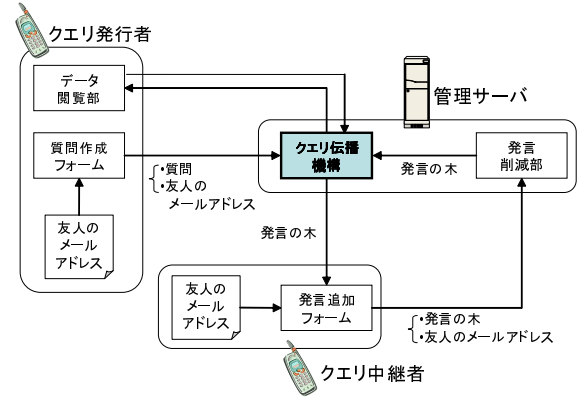 クエリ発行者
データ
閲覧部
質問作成
フォーム
友人の
メール
アドレス
・質問
・友人の
メールアドレス
管理サーバ
クエリ伝播
機構
発言の木
発言
削減部
発言の木
友人の
メール
アドレス
発言追加
フォーム
・発言の木
・友人のメールアドレス
クエリ中継者